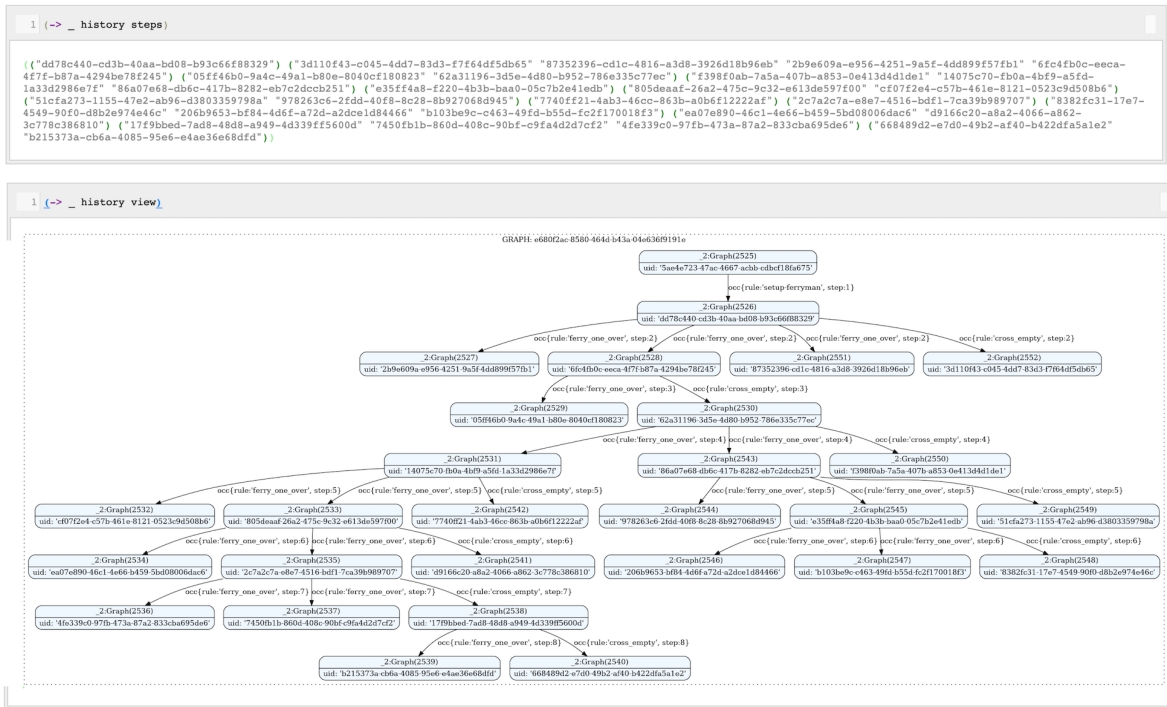 1 (-> _ history steps)
(("dd78c440-cd3b-40aa-bd08-b93c66f88329") ("3d110f43-c045-4dd7-83d3-f7f64df5db65" "87352396-cd1c-4816-a3d8-3926d18b96eb" "2b9e609a-e956-4251-9a5f-4dd899f57fb1" "6fc4fb0c-eeca-
4f7f-b87a-4294be78f245") ("05ff46b0-9a4c-49a1-b80e-8040cf180823" "62a31196-3d5e-4d80-b952-786e335c77ec") ("f398f0ab-7a5a-407b-a853-0e413d4d1de1" "14075c70-fb0a-4bf9-a5fd-
1a33d2986e7f" "86a07e68-db6c-417b-8282-eb7c2dccb251") ("e35ff4a8-f220-4b3b-baa0-05c7b2e41edb") ("805deaaf-26a2-475c-9c32-e613de597f00" "cf07f2e4-c57b-461e-8121-0523c9d508b6")
("51cfa273-1155-47e2-ab96-d3803359798a" "978263c6-2fdd-40f8-8c28-8b927068d945") ("7740ff21-4ab3-46cc-863b-a0b6f12222af") ("2c7a2c7a-e8e7-4516-bdf1-7ca39b989707") ("8382fc31-17e7-
4549-90f0-d8b2e974e46c" "206b9653-bf84-4d6f-a72d-a2dce1d84466" "b103be9c-c463-49fd-b55d-fc2f170018f3") ("ea07e890-46c1-4e66-b459-5bd08006dac6" "d9166c20-a8a2-4066-a862-
3c778c386810") ("17f9bbed-7ad8-48d8-a949-4d339ff5600d" "7450fb1b-860d-408c-90bf-c9fa4d2d7cf2" "4fe339c0-97fb-473a-87a2-833cba695de6") ("668489d2-e7d0-49b2-af40-b422dfa5a1e2"
"b215373a-cb6a-4085-95e6-e4ae36e68dfd"))
1 (-> _ history view)
GRAPH: e680f2ac-8580-464d-b43a-04e636f9191e
_2:Graph(2525)
uid: '5ae4e723-47ac-4667-acbb-cdbcf18fa675'
occ{rule:'setup-ferryman', step:1}
_2:Graph(2526)
uid: 'dd78c440-cd3b-40aa-bd08-b93c66f88329'
occ{rule:'ferry_one_over', step:2} occ{rule:'ferry_one_over', step:2} occ{rule:'ferry_one_over', step:2} occ{rule:'cross_empty', step:2}
_2:Graph(2527) _2:Graph(2528) _2:Graph(2551) _2:Graph(2552)
uid: '2b9e609a-e956-4251-9a5f-4dd899f57fb1' uid: '6fc4fb0c-eeca-4f7f-b87a-4294be78f245' uid: '87352396-cd1c-4816-a3d8-3926d18b96eb' uid: '3d110f43-c045-4dd7-83d3-f7f64df5db65'
occ{rule:'ferry_one_over', step:3} occ{rule:'cross_empty', step:3}
_2:Graph(2529) _2:Graph(2530)
uid: '05ff46b0-9a4c-49a1-b80e-8040cf180823' uid: '62a31196-3d5e-4d80-b952-786e335c77ec'
occ{rule:'ferry_one_over', step:4} occ{rule:'ferry_one_over', step:4} occ{rule:'cross_empty', step:4}
_2:Graph(2531) _2:Graph(2543) _2:Graph(2550)
uid: '14075c70-fb0a-4bf9-a5fd-1a33d2986e7f' uid: '86a07e68-db6c-417b-8282-eb7c2dccb251' uid: 'f398f0ab-7a5a-407b-a853-0e413d4d1de1'
occ{rule:'ferry_one_over', step:5} occ{rule:'ferry_one_over', step:5} occ{rule:'cross_empty', step:5} occ{rule:'ferry_one_over', step:5} occ{rule:'ferry_one_over', step:5} occ{rule:'cross_empty', step:5}
_2:Graph(2532) _2:Graph(2533) _2:Graph(2542) _2:Graph(2544) _2:Graph(2545) _2:Graph(2549)
uid: 'cf07f2e4-c57b-461e-8121-0523c9d508b6' uid: '805deaaf-26a2-475c-9c32-e613de597f00' uid: '7740ff21-4ab3-46cc-863b-a0b6f12222af' uid: '978263c6-2fdd-40f8-8c28-8b927068d945' uid: 'e35ff4a8-f220-4b3b-baa0-05c7b2e41edb' uid: '51cfa273-1155-47e2-ab96-d3803359798a'
occ{rule:'ferry_one_over', step:6} occ{rule:'ferry_one_over', step:6} occ{rule:'cross_empty', step:6} occ{rule:'ferry_one_over', step:6} occ{rule:'ferry_one_over', step:6} occ{rule:'cross_empty', step:6}
_2:Graph(2534) _2:Graph(2535) _2:Graph(2541) _2:Graph(2546) _2:Graph(2547) _2:Graph(2548)
uid: 'ea07e890-46c1-4e66-b459-5bd08006dac6' uid: '2c7a2c7a-e8e7-4516-bdf1-7ca39b989707' uid: 'd9166c20-a8a2-4066-a862-3c778c386810' uid: '206b9653-bf84-4d6f-a72d-a2dce1d84466' uid: 'b103be9c-c463-49fd-b55d-fc2f170018f3' uid: '8382fc31-17e7-4549-90f0-d8b2e974e46c'
occ{rule:'ferry_one_over', step:7} occ{rule:'ferry_one_over', step:7} occ{rule:'cross_empty', step:7}
_2:Graph(2536) _2:Graph(2537) _2:Graph(2538)
uid: '4fe339c0-97fb-473a-87a2-833cba695de6' uid: '7450fb1b-860d-408c-90bf-c9fa4d2d7cf2' uid: '17f9bbed-7ad8-48d8-a949-4d339ff5600d'
occ{rule:'ferry_one_over', step:8} occ{rule:'cross_empty', step:8}
_2:Graph(2539) _2:Graph(2540)
uid: 'b215373a-cb6a-4085-95e6-e4ae36e68dfd' uid: '668489d2-e7d0-49b2-af40-b422dfa5a1e2'